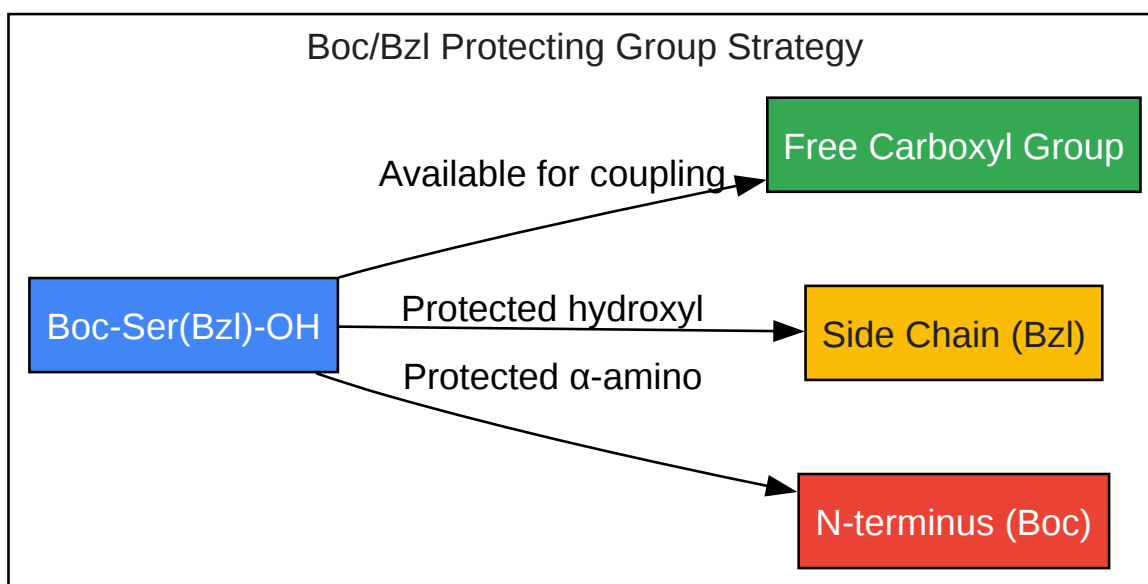 Boc/Bzl Protecting Group Strategy
Free Carboxyl Group
Available for coupling
Boc-Ser(Bzl)-OH
Protected hydroxyl
Side Chain (Bzl)
Protected α-amino
N-terminus (Boc)